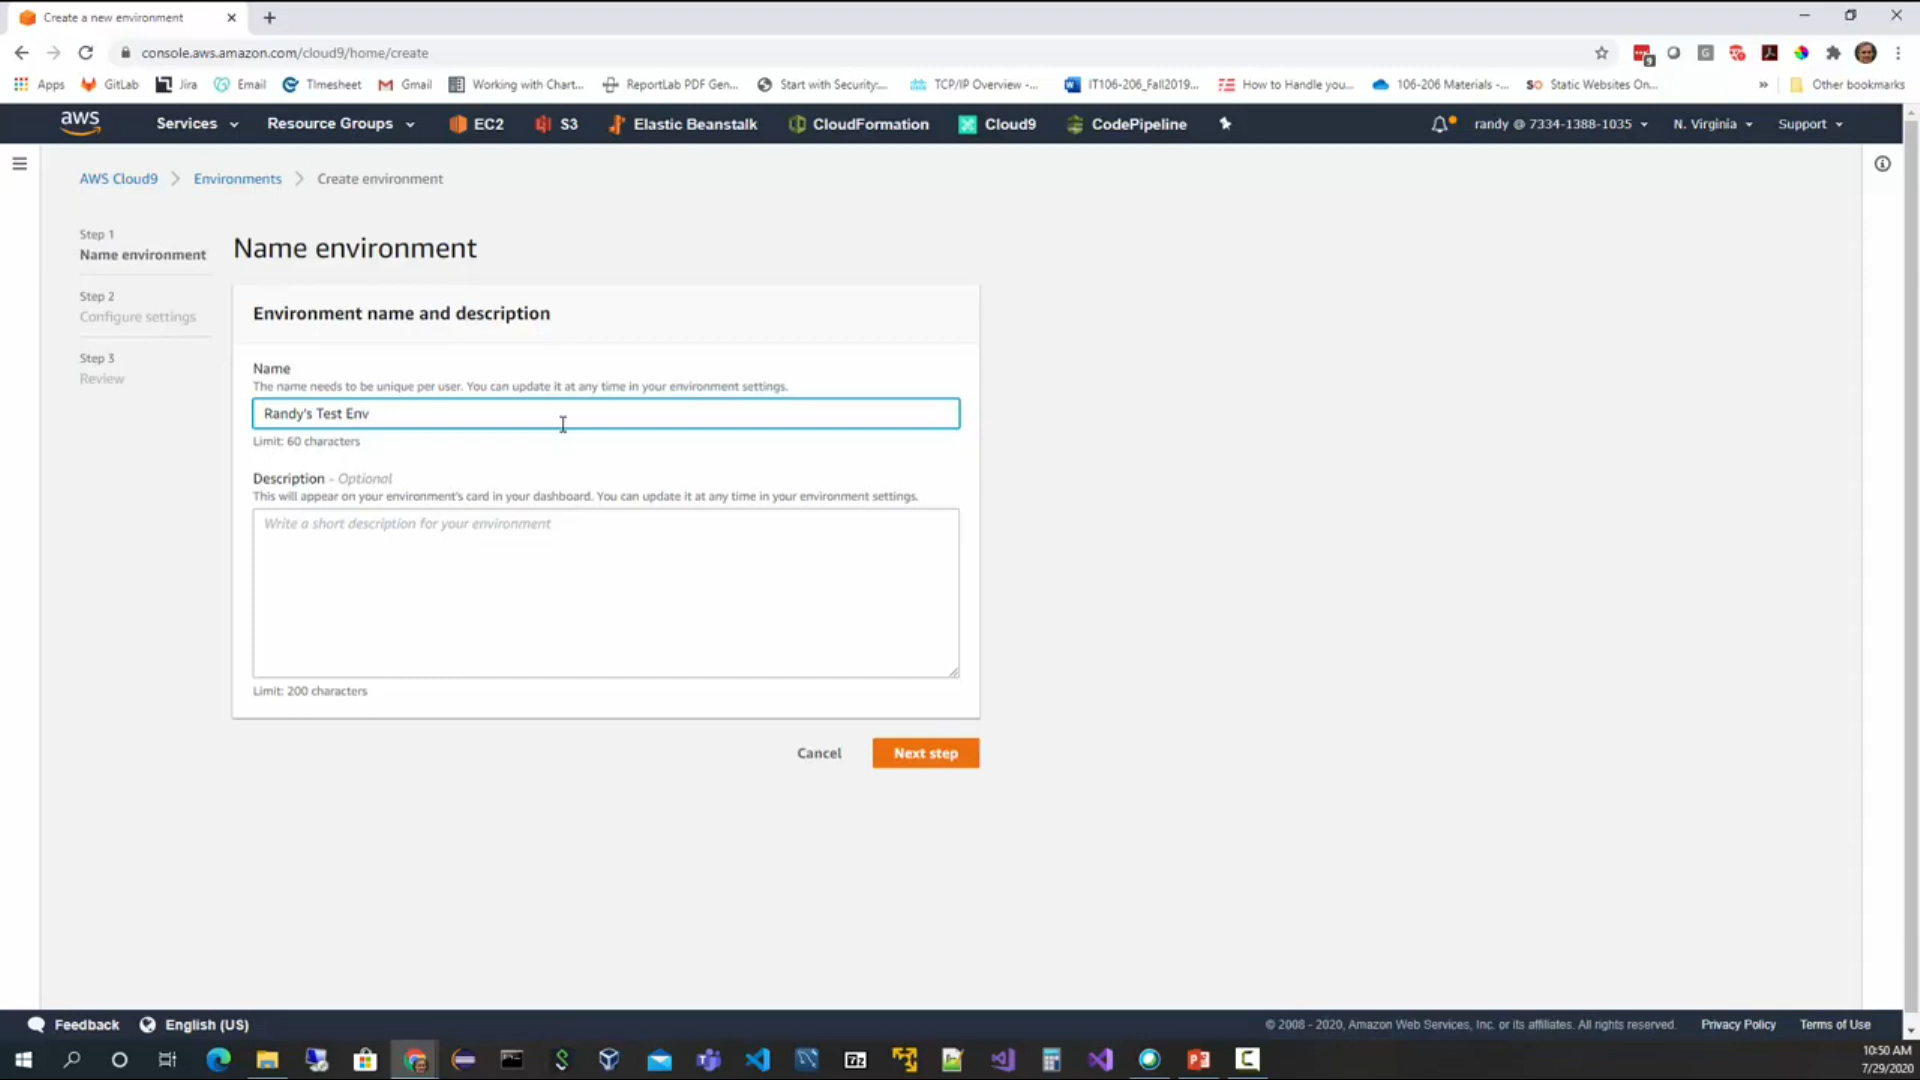 Create a new environment
console.aws.amazon.com/cloud9/home/create
9
Apps GitLab Jira Email TImesheet Gmail Working with Chart... ReportLab PDF Gen... Start with Security:... TCP/IP Overview -... IT106-206_Fall2019... How to Handle you... 106-206 Materials -... SO Static Websites On... » Other bookmarks
aws Services Resource Groups EC2 S3 Elastic Beanstalk CloudFormation Cloud9 CodePipeline randy @ 7334-1388-1035 N. Virginia Support
AWS Cloud9 Environments Create environment
Step 1
Name environment
Step 2
Configure settings
Step 3
Review
Name environment
Environment name and description
Name
The name needs to be unique per user. You can update it at any time in your environment settings.
Randy's Test Env
Limit: 60 characters
Description - Optional
This will appear on your environment's card in your dashboard. You can update it at any time in your environment settings.
Write a short description for your environment
Limit: 200 characters
Cancel Next step
Feedback English (US) © 2008 - 2020, Amazon Web Services, Inc. or its affiliates. All rights reserved. Privacy Policy Terms of Use
10:50 AM
7/29/2020